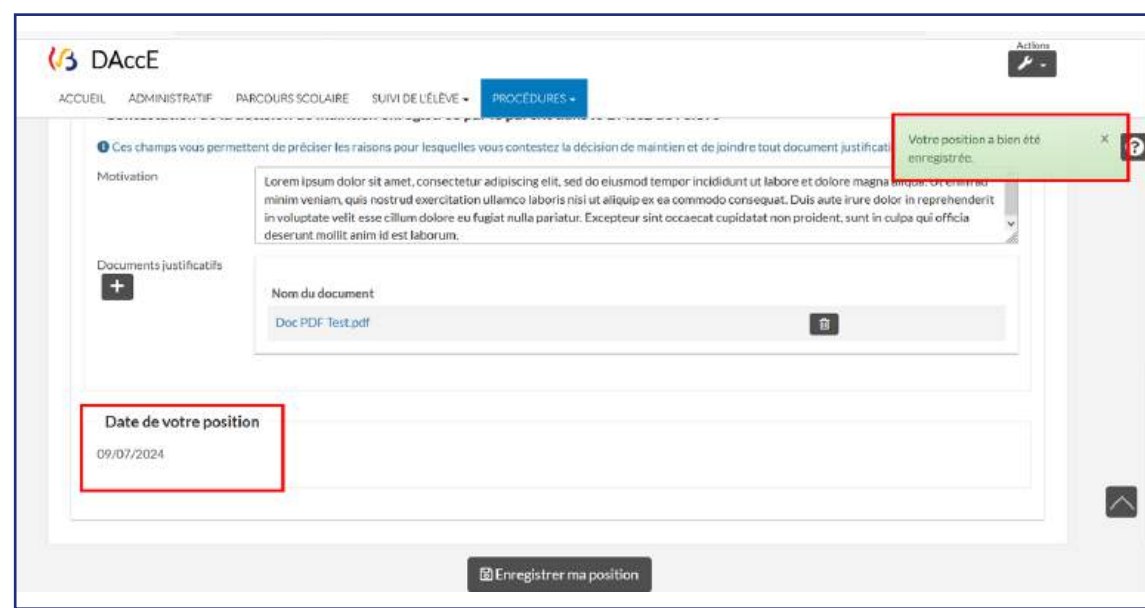 DAccE
Actions
ACCUEIL ADMINISTRATIF PARCOURS SCOLAIRE SUIVI DE L'ÉLÈVE PROCÉDURES
Votre position a bien été
enregistrée.
×
?
Ces champs vous permettent de préciser les raisons pour lesquelles vous contestez la décision de maintien et de joindre tout document justificati
Motivation
Lorem ipsum dolor sit amet, consectetur adipiscing elit, sed do eiusmod tempor incididunt ut labore et dolore magna aliqua. Ut enim ad
minim veniam, quis nostrud exercitation ullamco laboris nisi ut aliquip ex ea commodo consequat. Duis aute irure dolor in reprehenderit
in voluptate velit esse cillum dolore eu fugiat nulla pariatur. Excepteur sint occaecat cupidatat non proident, sunt in culpa qui officia
deserunt mollit anim id est laborum.
Documents justificatifs
Nom du document
Doc PDF Test.pdf
Date de votre position
09/07/2024
Enregistrer ma position